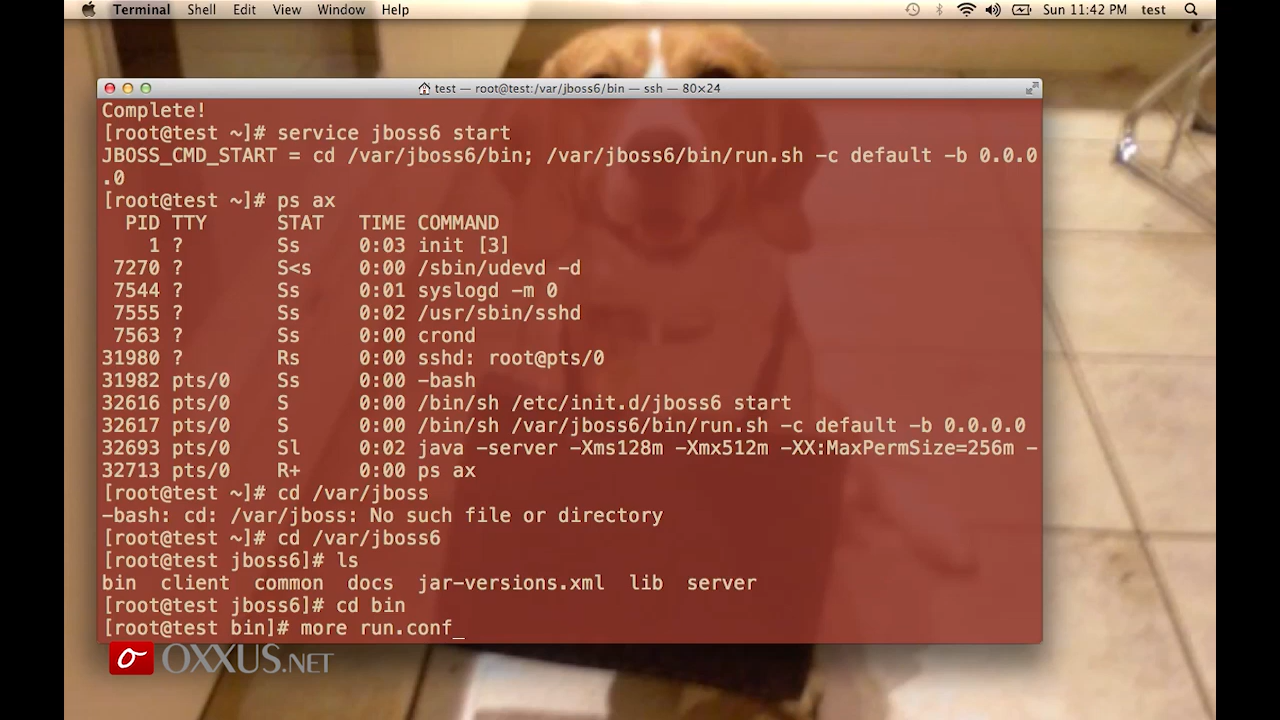 Terminal Shell Edit View Window Help Sun 11:42 PM test
test — root@test:/var/jboss6/bin — ssh — 80×24
Complete!
[root@test ~]# service jboss6 start
JBOSS_CMD_START = cd /var/jboss6/bin; /var/jboss6/bin/run.sh -c default -b 0.0.0
.0
[root@test ~]# ps ax
PID TTY STAT TIME COMMAND
1 ? Ss 0:03 init [3]
7270 ? S<s 0:00 /sbin/udevd -d
7544 ? Ss 0:01 syslogd -m 0
7555 ? Ss 0:02 /usr/sbin/sshd
7563 ? Ss 0:00 crond
31980 ? Rs 0:00 sshd: root@pts/0
31982 pts/0 Ss 0:00 -bash
32616 pts/0 S 0:00 /bin/sh /etc/init.d/jboss6 start
32617 pts/0 S 0:00 /bin/sh /var/jboss6/bin/run.sh -c default -b 0.0.0.0
32693 pts/0 Sl 0:02 java -server -Xms128m -Xmx512m -XX:MaxPermSize=256m -
32713 pts/0 R+ 0:00 ps ax
[root@test ~]# cd /var/jboss
-bash: cd: /var/jboss: No such file or directory
[root@test ~]# cd /var/jboss6
[root@test jboss6]# ls
bin client common docs jar-versions.xml lib server
[root@test jboss6]# cd bin
[root@test bin]# more run.conf_
OXXUS.NET